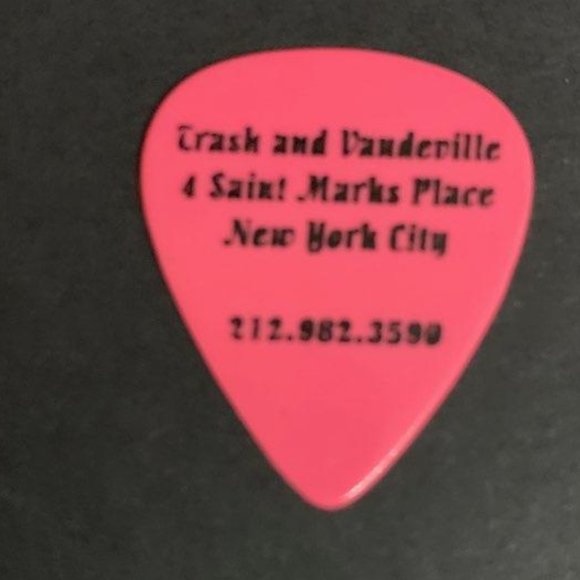 Trash and Vaudeville
4 Saint Marks Place
New York City
212.982.3590